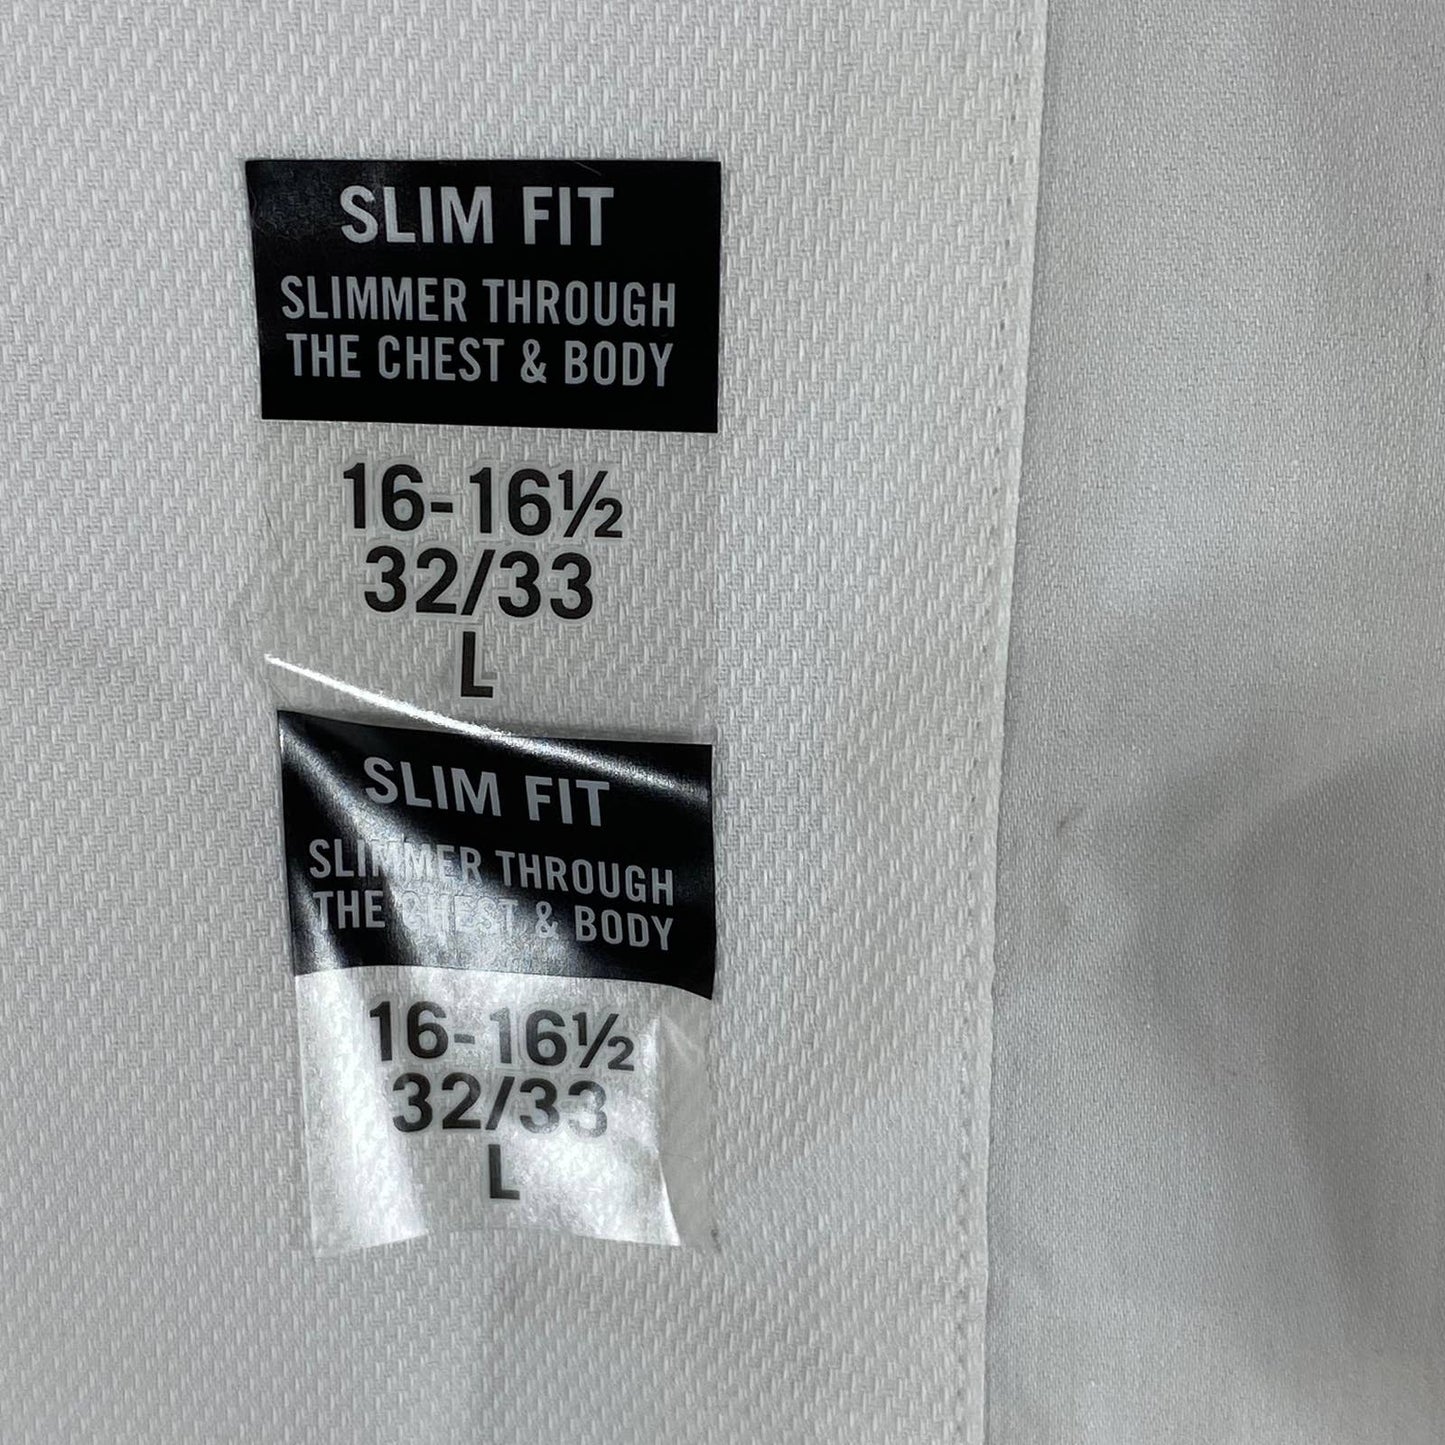 SLIM FIT
SLIMMER THROUGH
THE CHEST & BODY
16-16½
32/33
L
SLIM FIT
SLIMMER THROUGH
THE CHEST & BODY
16-16½
32/33
L